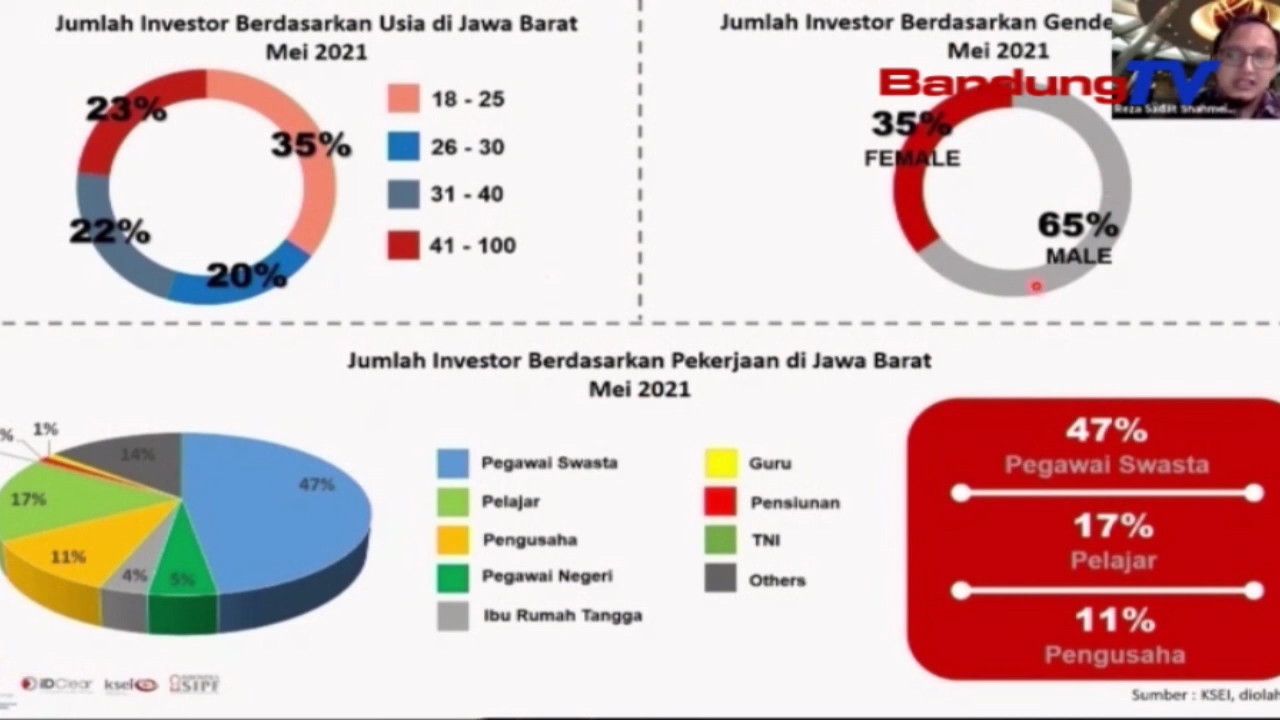 Jumlah Investor Berdasarkan Usia di Jawa Barat
Mei 2021
23%
35%
22%
20%
18 - 25
26 - 30
31 - 40
41 - 100
Jumlah Investor Berdasarkan Gende
Mei 2021
BandungTV
Reza Sadat Shahmei...
35%
FEMALE
65%
MALE
Jumlah Investor Berdasarkan Pekerjaan di Jawa Barat
Mei 2021
%
1%
14%
47%
17%
11%
4%
5%
Pegawai Swasta
Pelajar
Pengusaha
Pegawai Negeri
Ibu Rumah Tangga
Guru
Pensiunan
TNI
Others
47%
Pegawai Swasta
17%
Pelajar
11%
Pengusaha
IDClear
ksei
SIPF
Sumber : KSEI, diolah